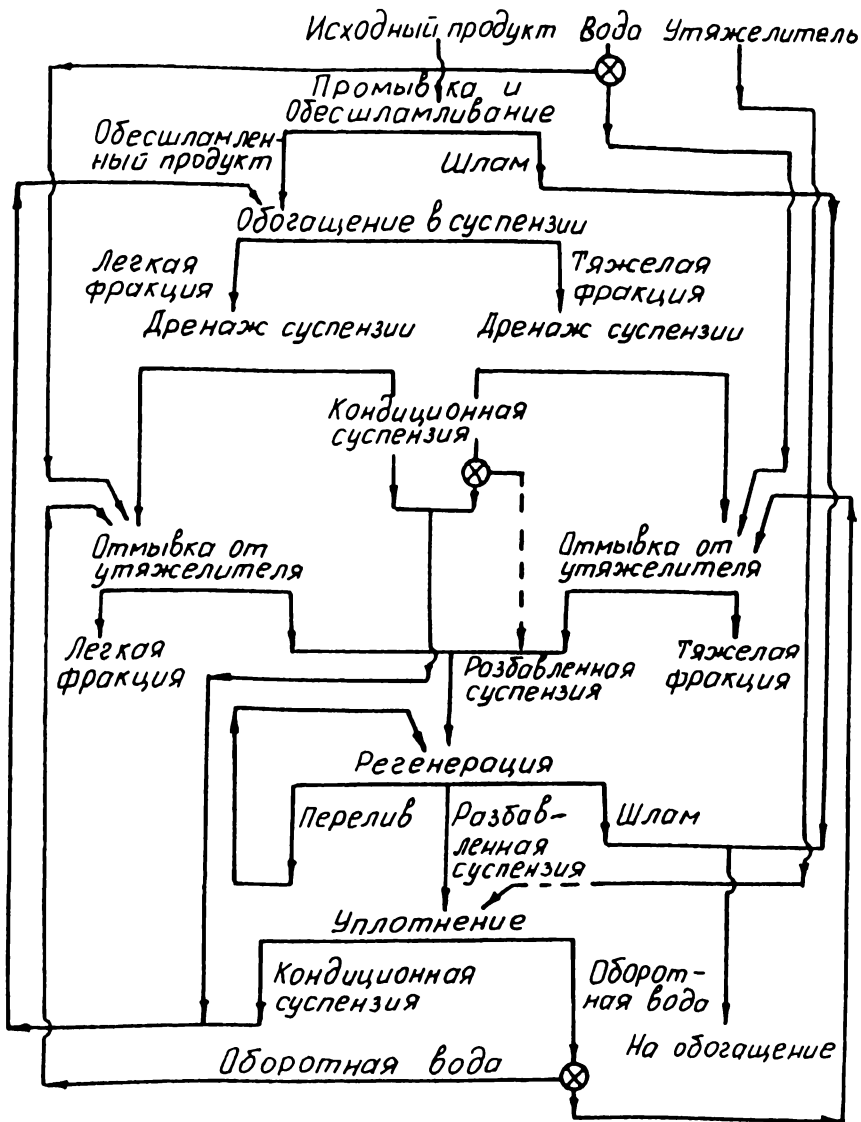 Исходный продукт Вода Утяжелитель
Промывка и
Обесшламливание
Обесшламлен-
ный продукт
Шлам
Обогащение в суспензии
Легкая
фракция
Тяжелая
фракция
Дренаж суспензии
Дренаж суспензии
Кондиционная
суспензия
Отмывка от
утяжелителя
Отмывка от
утяжелителя
Легкая
фракция
Разбавленная
суспензия
Тяжелая
фракция
Регенерация
Перелив
Разбав-
ленная
суспензия
Шлам
Уплотнение
Кондиционная
суспензия
Оборот-
ная вода
На обогащение
Оборотная вода